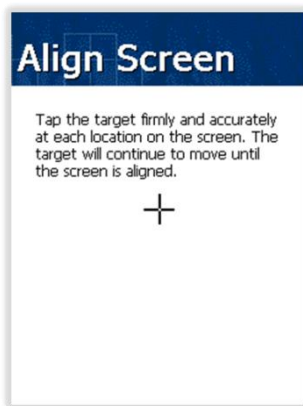 Align Screen
Tap the target firmly and accurately
at each location on the screen. The
target will continue to move until
the screen is aligned.